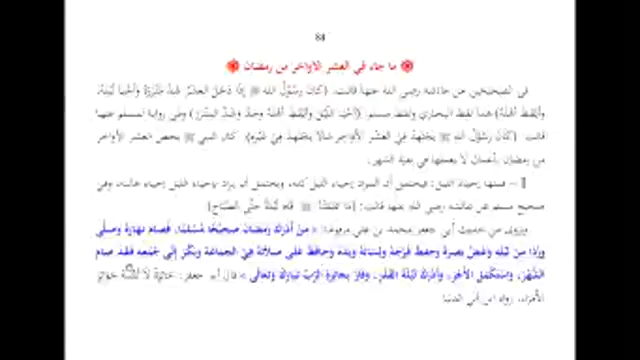 84
ما جاء في العشر الأواخر من رمضان
في الصحيحين عن عائشة رضي الله عنها قالت: (كان رسول الله ﷺ إذا دخل العشر شد مئزره وأحيا ليله،
وأيقظ أهله) هذا لفظ البخاري ولفظ مسلم: (أحيا الليل وأيقظ أهله وجد وشد المئزر) وفي رواية لمسلم عنها
قالت: (كان رسول الله ﷺ يجتهد في العشر الأواخر مالا يجتهد في غيره). كان النبي ﷺ يخص العشر الأواخر
من رمضان بأعمال لا يعملها في بقية الشهر.
1 – فمنها إحياء الليل: فيحتمل أن المراد إحياء الليل كله، ويحتمل أن يريد بإحياء الليل إحياء غالبه، وفي
صحيح مسلم عن عائشة رضي الله عنها قالت: (ما ﷺ قام ليلة حتى الصباح)
ويروى من حديث أبي جعفر محمد بن علي مرفوعا: « من أدرك رمضان صحيحا مسلما، فصام نهاره وصلى
وردا من ليله وغض بصره وحفظ فرجه ولسانه ويده وحافظ على صلاته في الجماعة وبكر إلى جمعه فقد صام
الشهر، واستكمل الأجر، وأدرك ليلة القدر، وفاز بجائزة الرب تبارك وتعالى » قال أبو جعفر: جائزة لا تشبه جوائز
الأمراء. رواه ابن أبي الدنيا